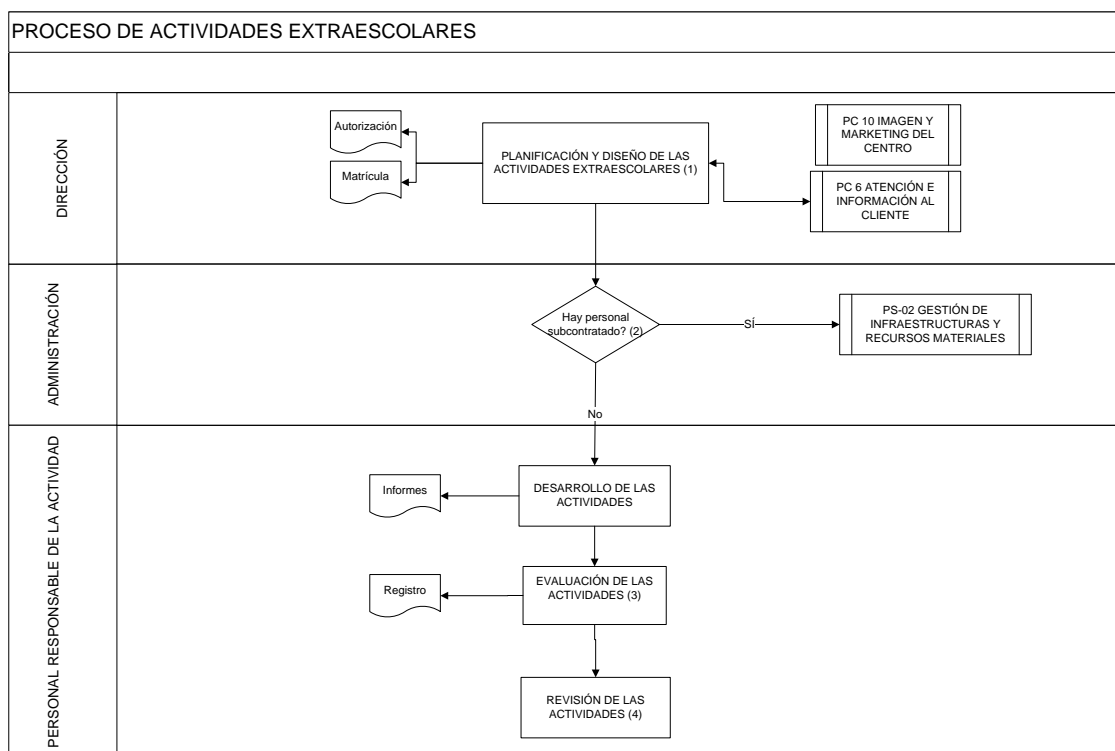 PROCESO DE ACTIVIDADES EXTRAESCOLARES
DIRECCIÓN
Autorización
Matrícula
PLANIFICACIÓN Y DISEÑO DE LAS
ACTIVIDADES EXTRAESCOLARES (1)
PC 10 IMAGEN Y
MARKETING DEL
CENTRO
PC 6 ATENCIÓN E
INFORMACIÓN AL
CLIENTE
ADMINISTRACIÓN
Hay personal
subcontratado? (2)
SÍ
PS-02 GESTIÓN DE
INFRAESTRUCTURAS Y
RECURSOS MATERIALES
No
PERSONAL RESPONSABLE DE LA ACTIVIDAD
Informes
DESARROLLO DE LAS
ACTIVIDADES
Registro
EVALUACIÓN DE LAS
ACTIVIDADES (3)
REVISIÓN DE LAS
ACTIVIDADES (4)